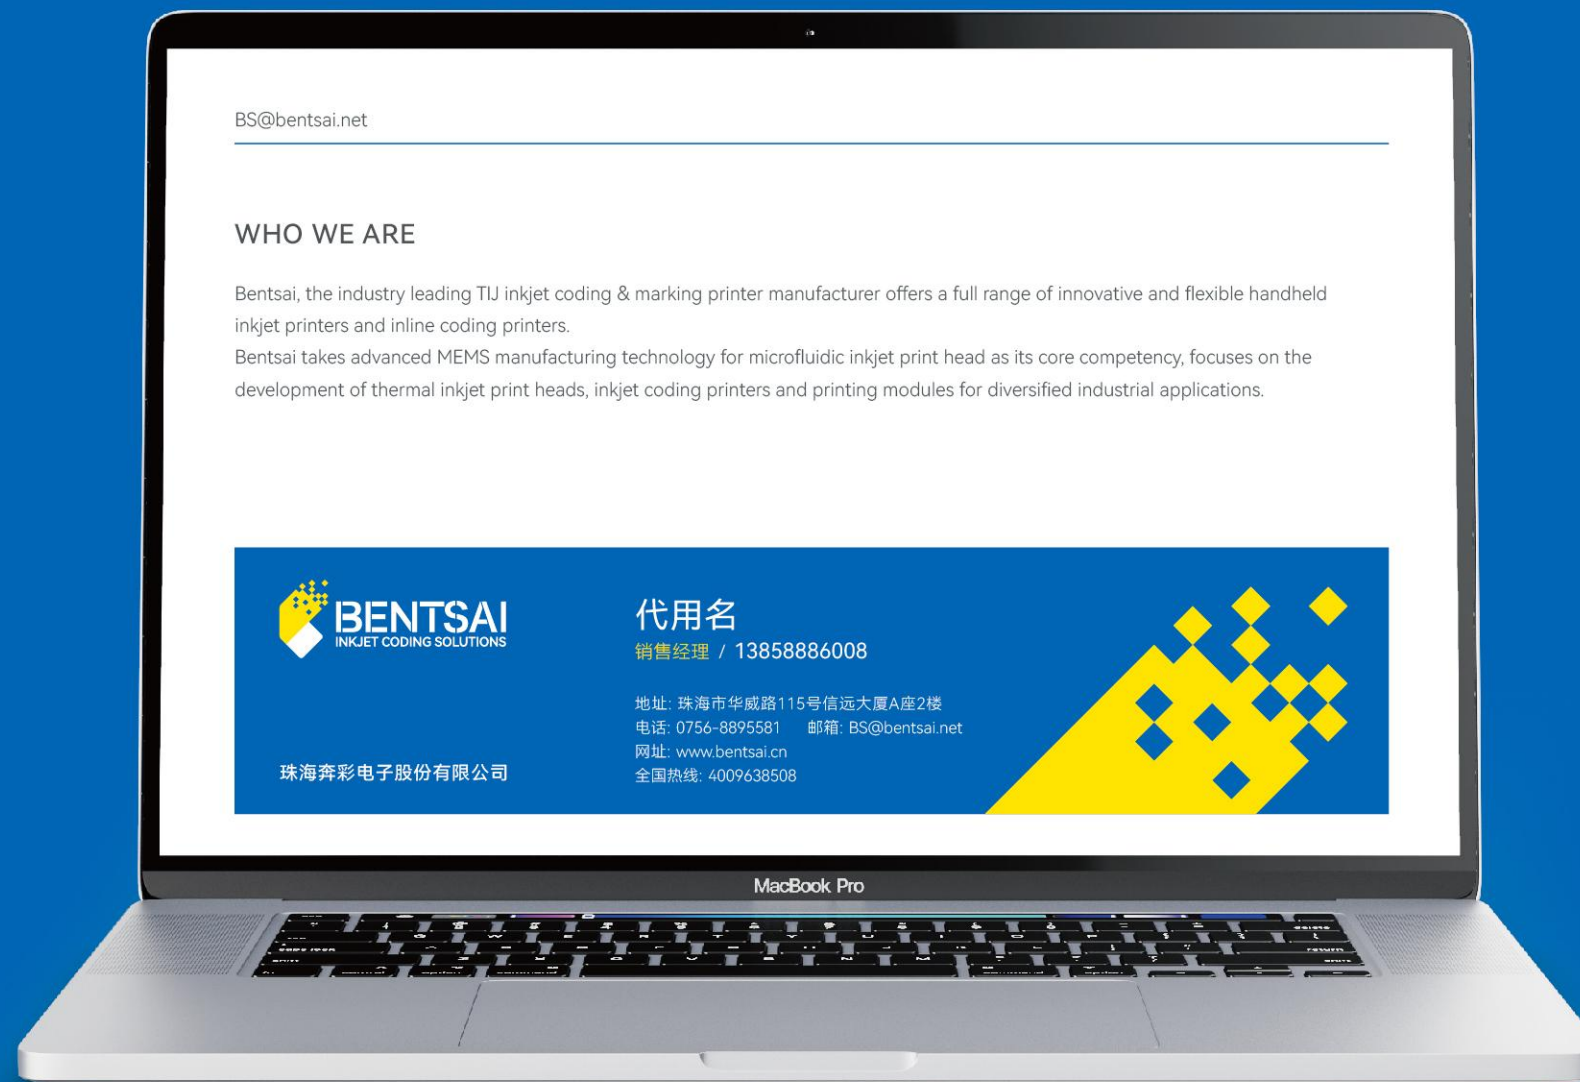 BS@bentsai.net
WHO WE ARE
Bentsai, the industry leading TIJ inkjet coding & marking printer manufacturer offers a full range of innovative and flexible handheld
inkjet printers and inline coding printers.
Bentsai takes advanced MEMS manufacturing technology for microfluidic inkjet print head as its core competency, focuses on the
development of thermal inkjet print heads, inkjet coding printers and printing modules for diversified industrial applications.
BENTSAI
INKJET CODING SOLUTIONS
代用名
销售经理 / 13858886008
地址: 珠海市华威路115号信远大厦A座2楼
电话: 0756-8895581 邮箱: BS@bentsai.net
网址: www.bentsai.cn
全国热线: 4009638508
珠海奔彩电子股份有限公司
MacBook Pro